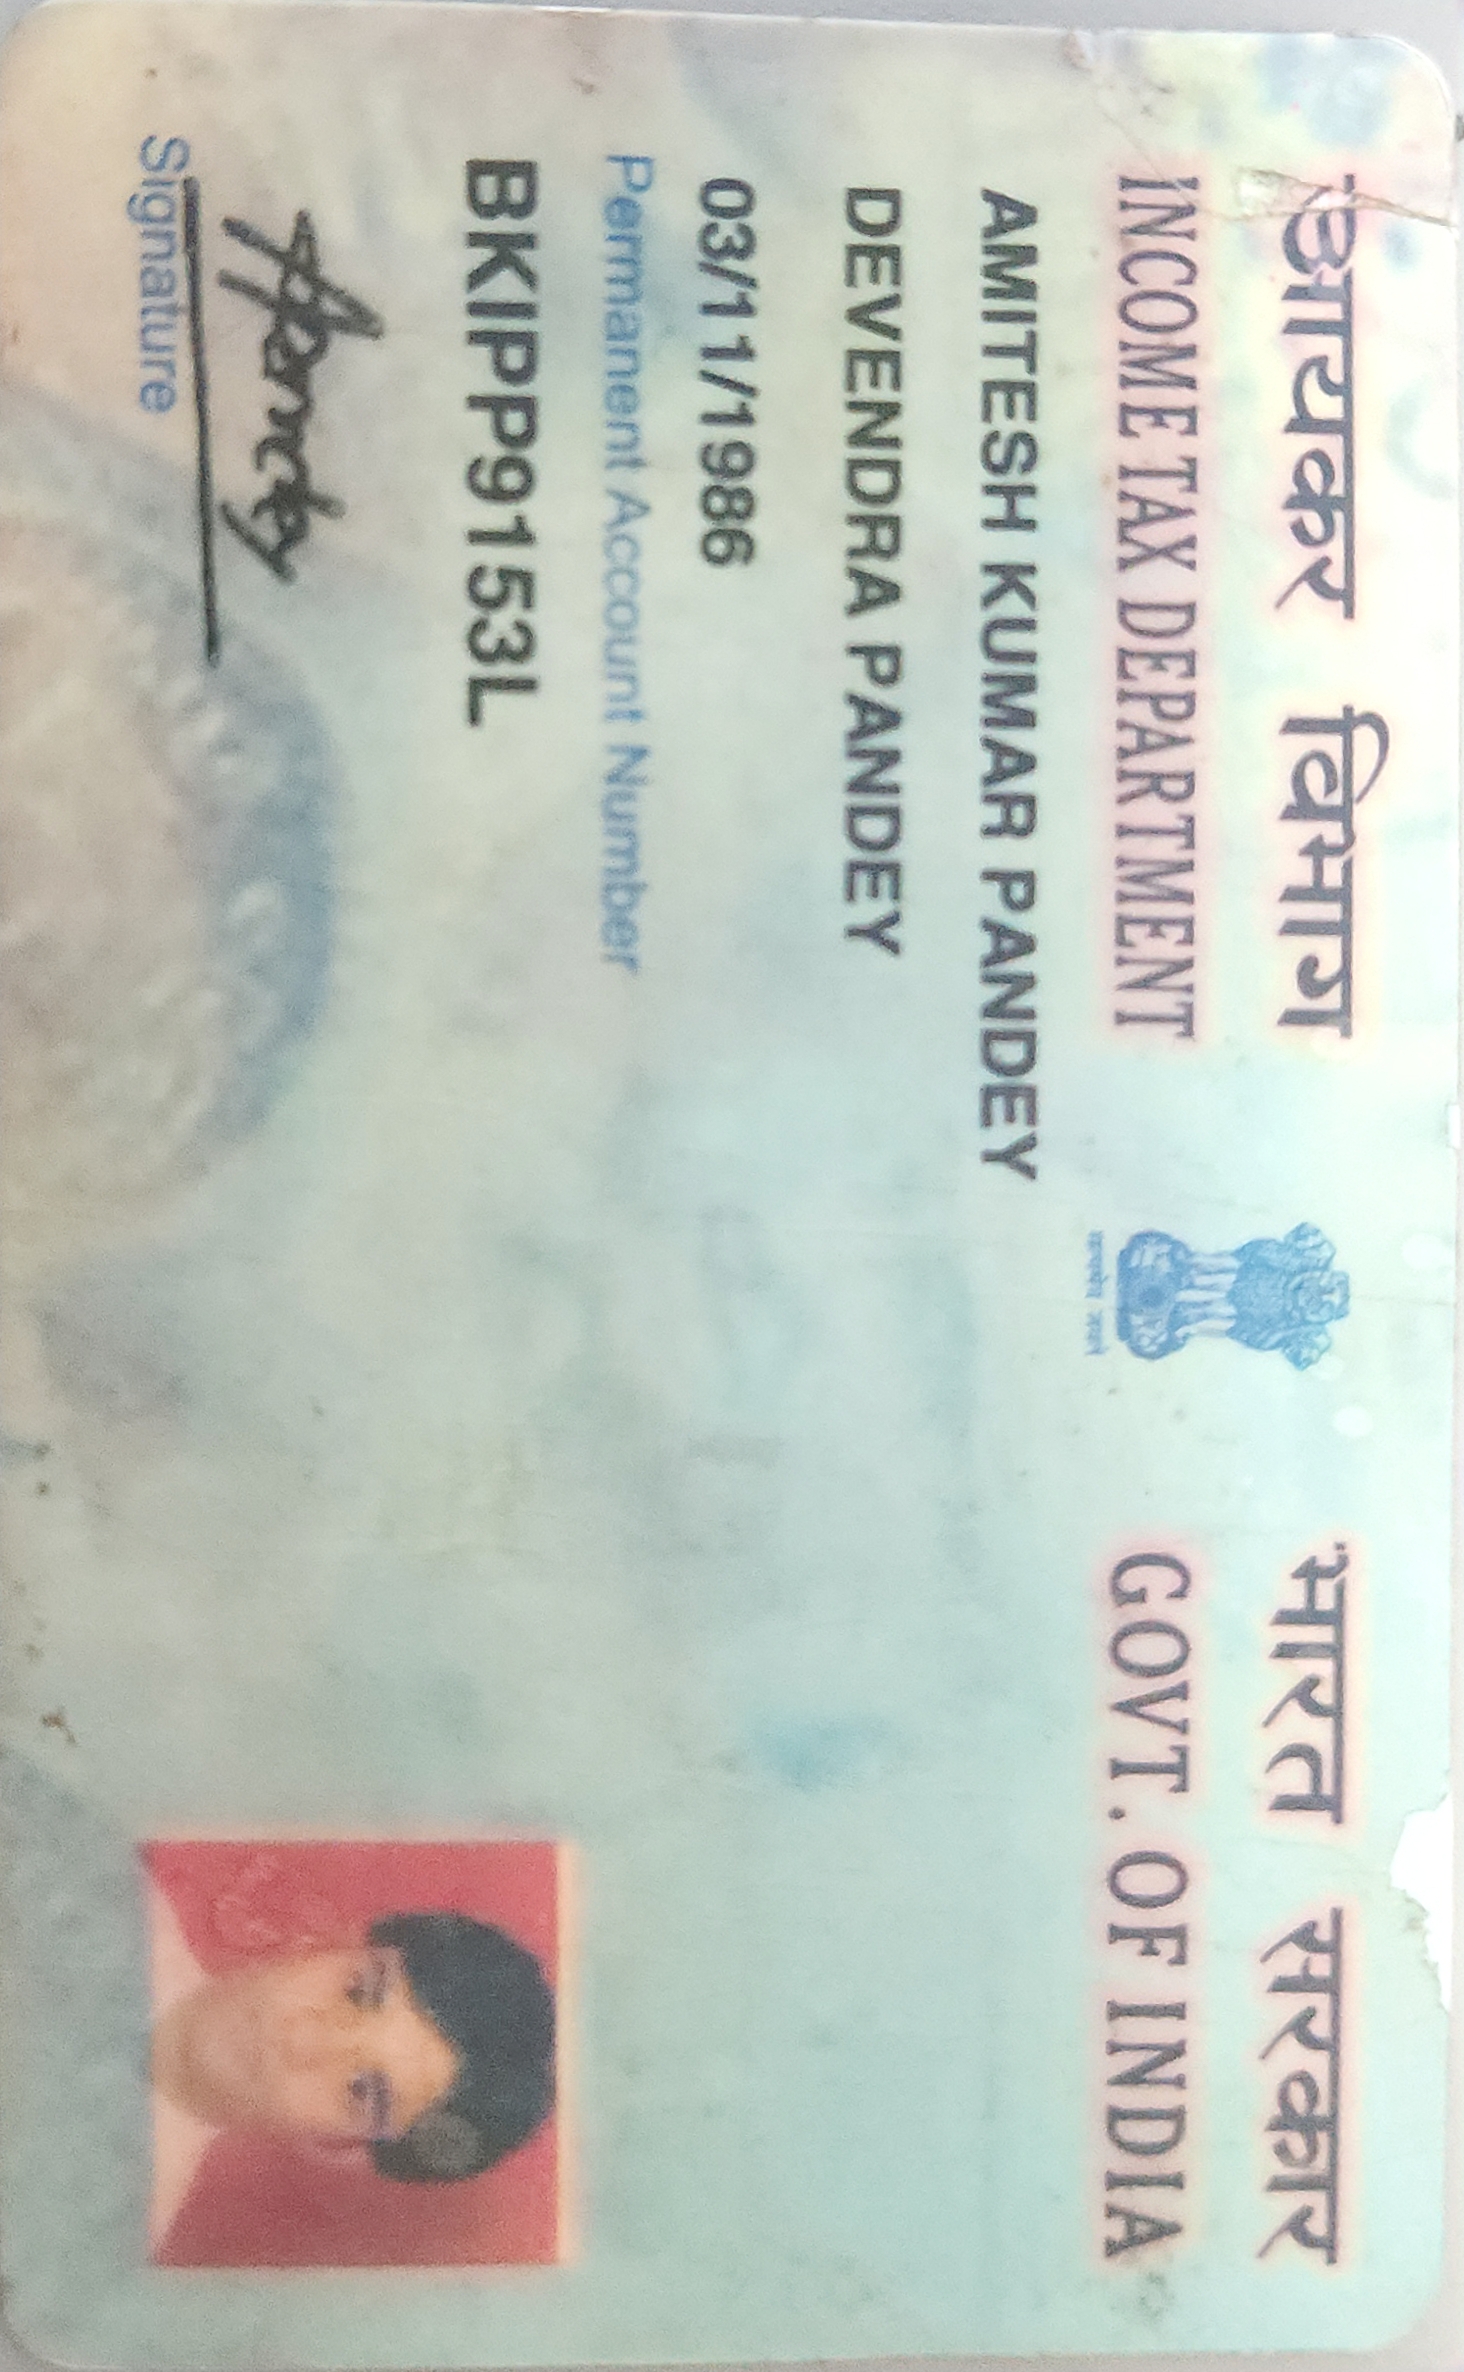 आयकर विभाग
INCOME TAX DEPARTMENT
भारत सरकार
GOVT. OF INDIA
AMITESH KUMAR PANDEY
DEVENDRA PANDEY
03/11/1986
Permanent Account Number
BKIPP9153L
Signature